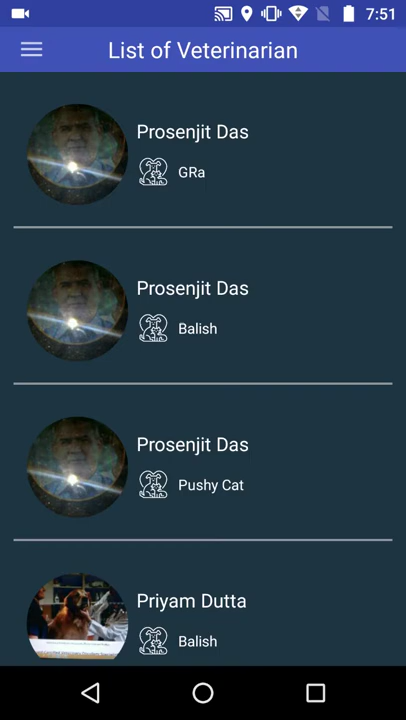 7:51
List of Veterinarian
Prosenjit Das
GRa
Prosenjit Das
Balish
Prosenjit Das
Pushy Cat
Priyam Dutta
Balish